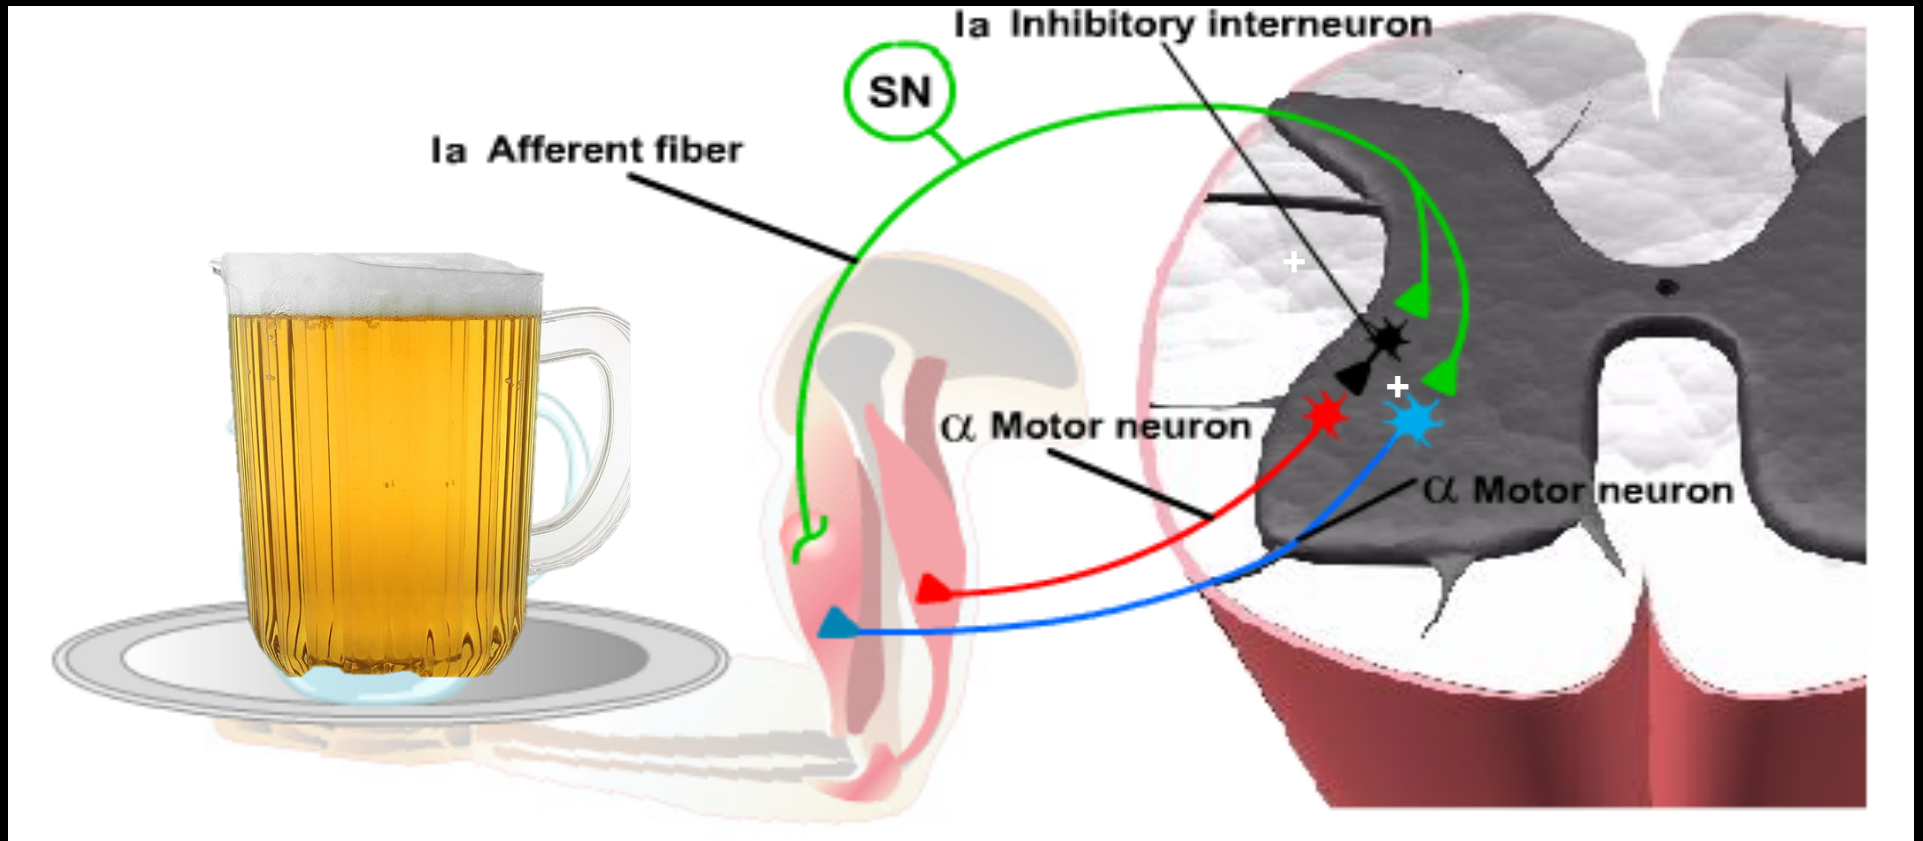 Ia Inhibitory interneuron
SN
Ia Afferent fiber
α Motor neuron
α Motor neuron